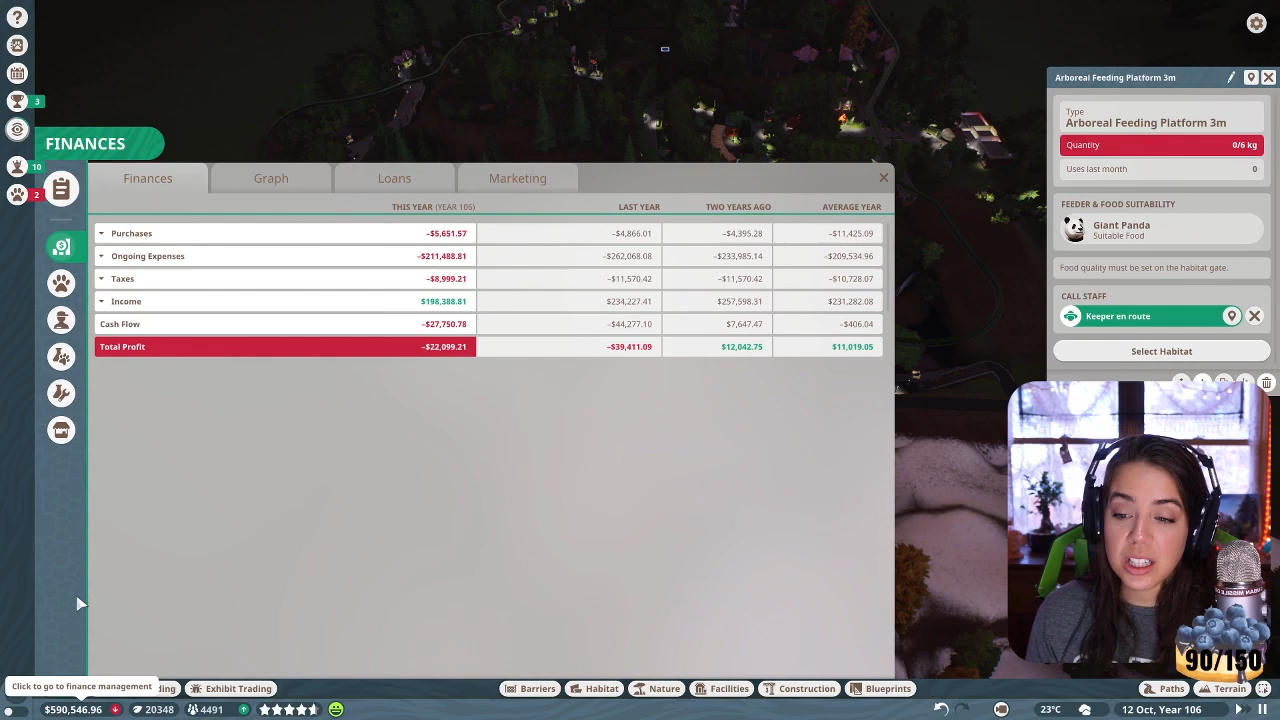 3
FINANCES
10
2
Finances Graph Loans Marketing
THIS YEAR (YEAR 106) LAST YEAR TWO YEARS AGO AVERAGE YEAR
Purchases –$5,651.57 –$4,866.01 –$4,395.28 –$11,425.09
Ongoing Expenses –$211,488.81 –$262,068.08 –$233,985.14 –$209,534.96
Taxes –$8,999.21 –$11,570.42 –$11,570.42 –$10,728.07
Income $198,388.81 $234,227.41 $257,598.31 $231,282.08
Cash Flow –$27,750.78 –$44,277.10 $7,647.47 –$406.04
Total Profit –$22,099.21 –$39,411.09 $12,042.75 $11,019.05
Arboreal Feeding Platform 3m
Type
Arboreal Feeding Platform 3m
Quantity 0/6 kg
Uses last month 0
FEEDER & FOOD SUITABILITY
Giant Panda
Suitable Food
Food quality must be set on the habitat gate.
CALL STAFF
Keeper en route
Select Habitat
90/150
Click to go to finance management
Exhibit Trading Barriers Habitat Nature Facilities Construction Blueprints Paths Terrain
$590,546.96 20348 4491 23°C 12 Oct, Year 106